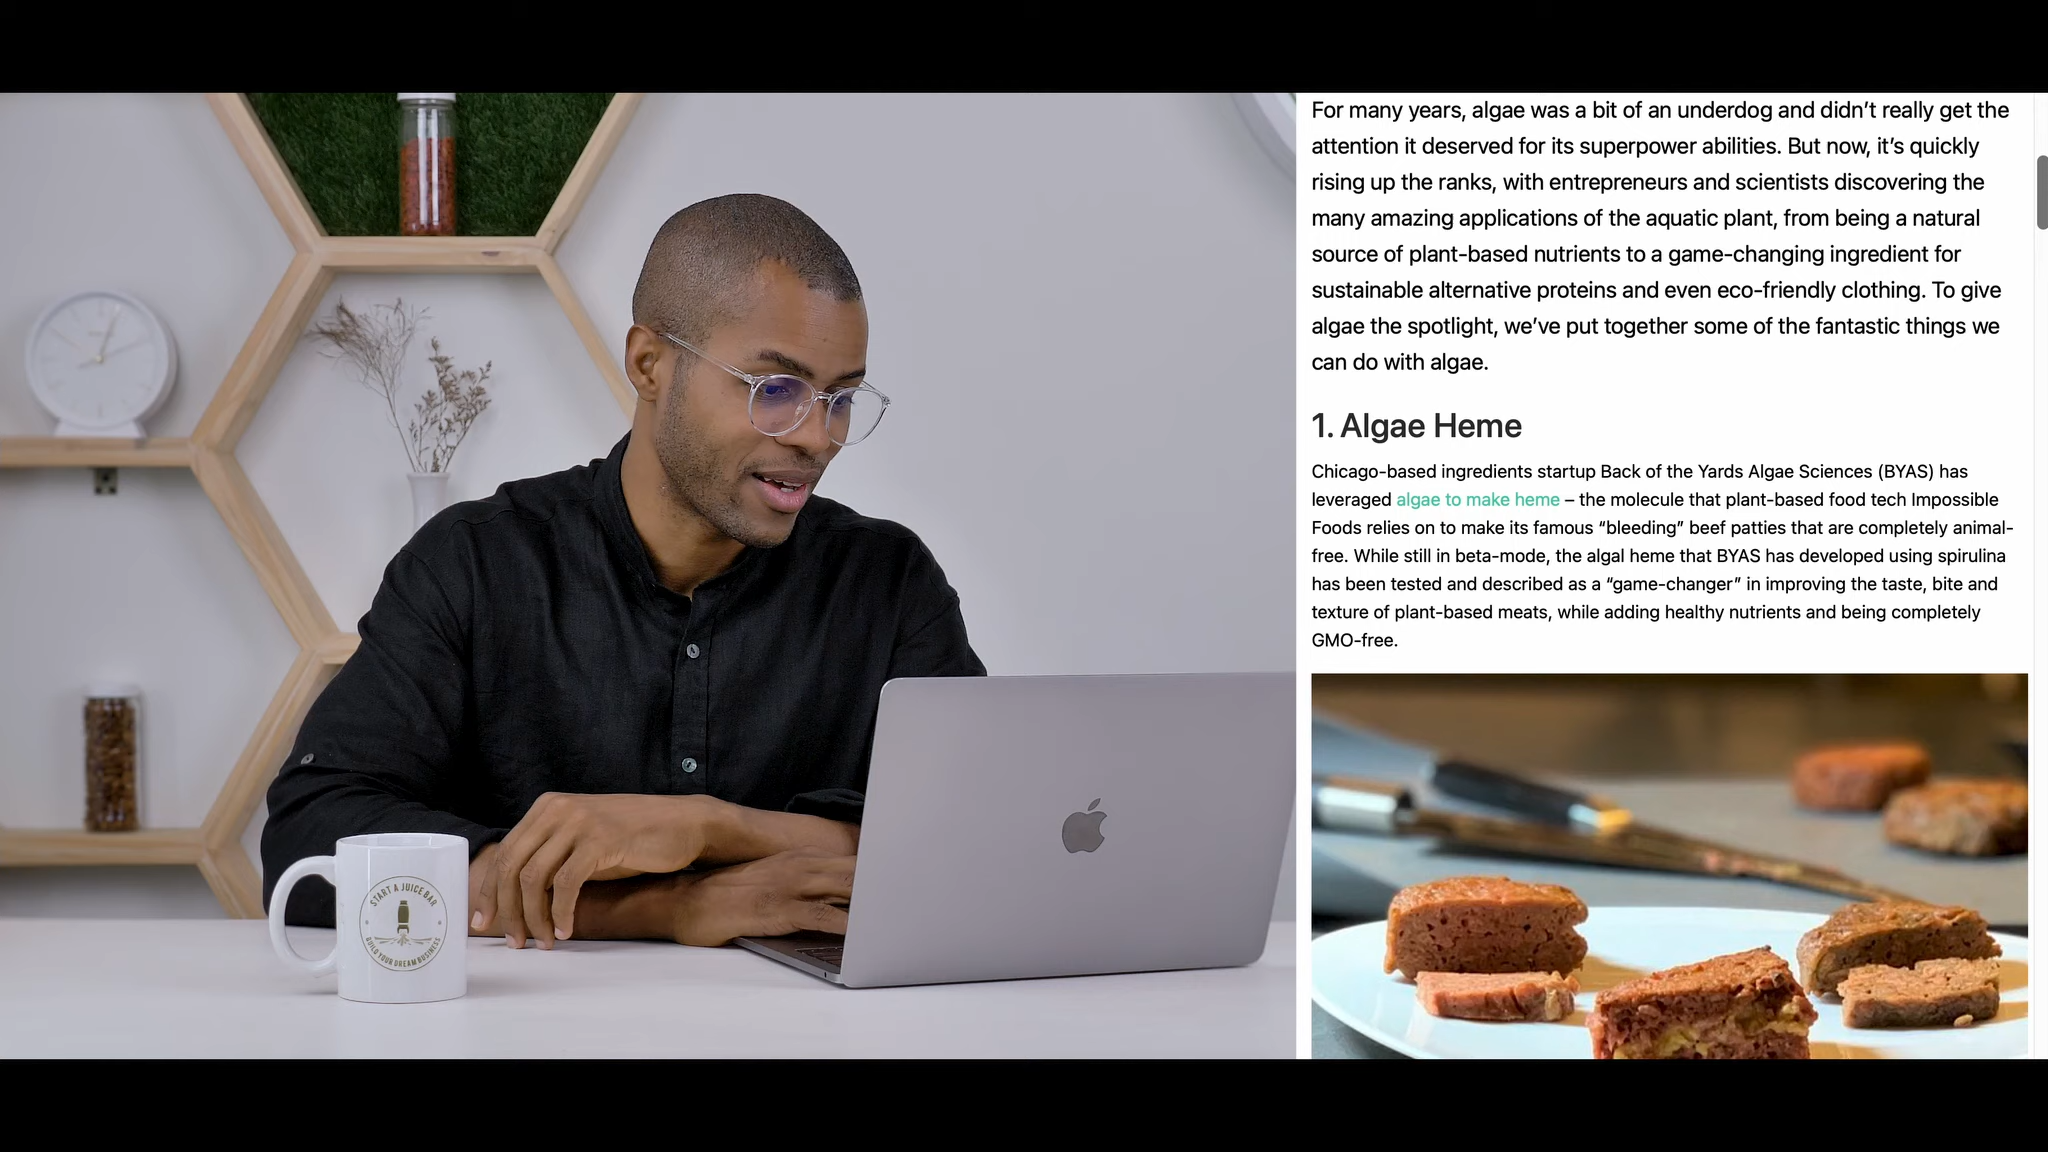 For many years, algae was a bit of an underdog and didn’t really get the
attention it deserved for its superpower abilities. But now, it’s quickly
rising up the ranks, with entrepreneurs and scientists discovering the
many amazing applications of the aquatic plant, from being a natural
source of plant-based nutrients to a game-changing ingredient for
sustainable alternative proteins and even eco-friendly clothing. To give
algae the spotlight, we’ve put together some of the fantastic things we
can do with algae.
1. Algae Heme
Chicago-based ingredients startup Back of the Yards Algae Sciences (BYAS) has
leveraged algae to make heme – the molecule that plant-based food tech Impossible
Foods relies on to make its famous “bleeding” beef patties that are completely animal-
free. While still in beta-mode, the algal heme that BYAS has developed using spirulina
has been tested and described as a “game-changer” in improving the taste, bite and
texture of plant-based meats, while adding healthy nutrients and being completely
GMO-free.
START A JUICE BAR
BUILD YOUR DREAM BUSINESS